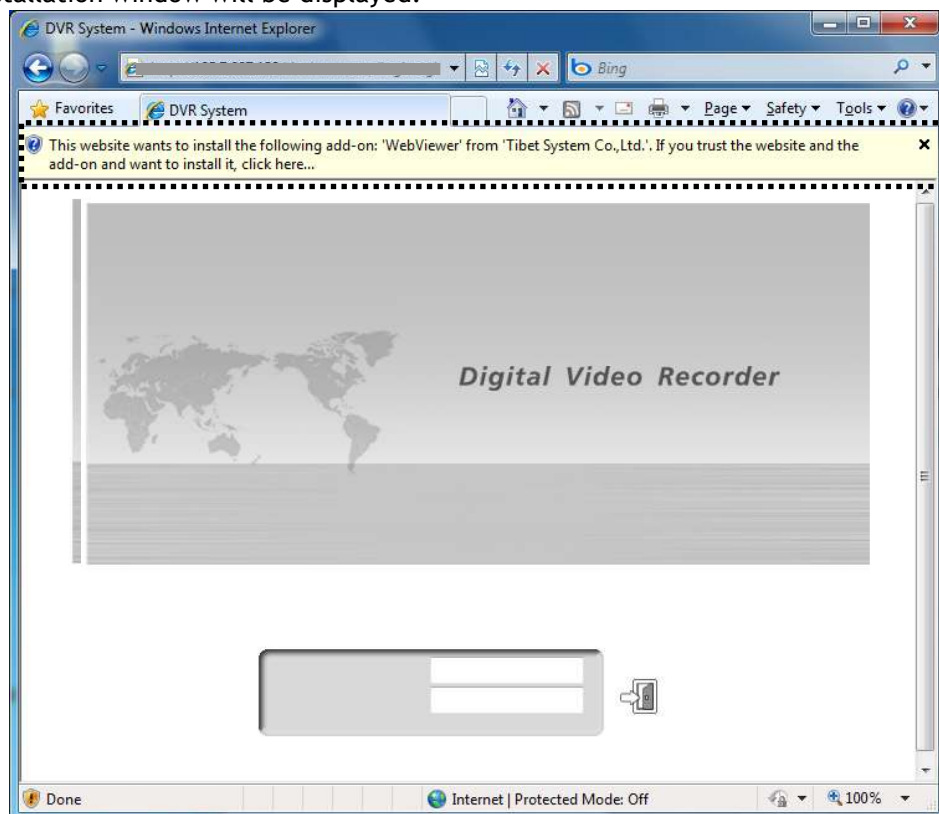 stallation window will be displayed.
DVR System - Windows Internet Explorer
Bing
Favorites DVR System Page Safety Tools
This website wants to install the following add-on: 'WebViewer' from 'Tibet System Co.,Ltd.'. If you trust the website and the
add-on and want to install it, click here...
Digital Video Recorder
Done Internet | Protected Mode: Off 100%